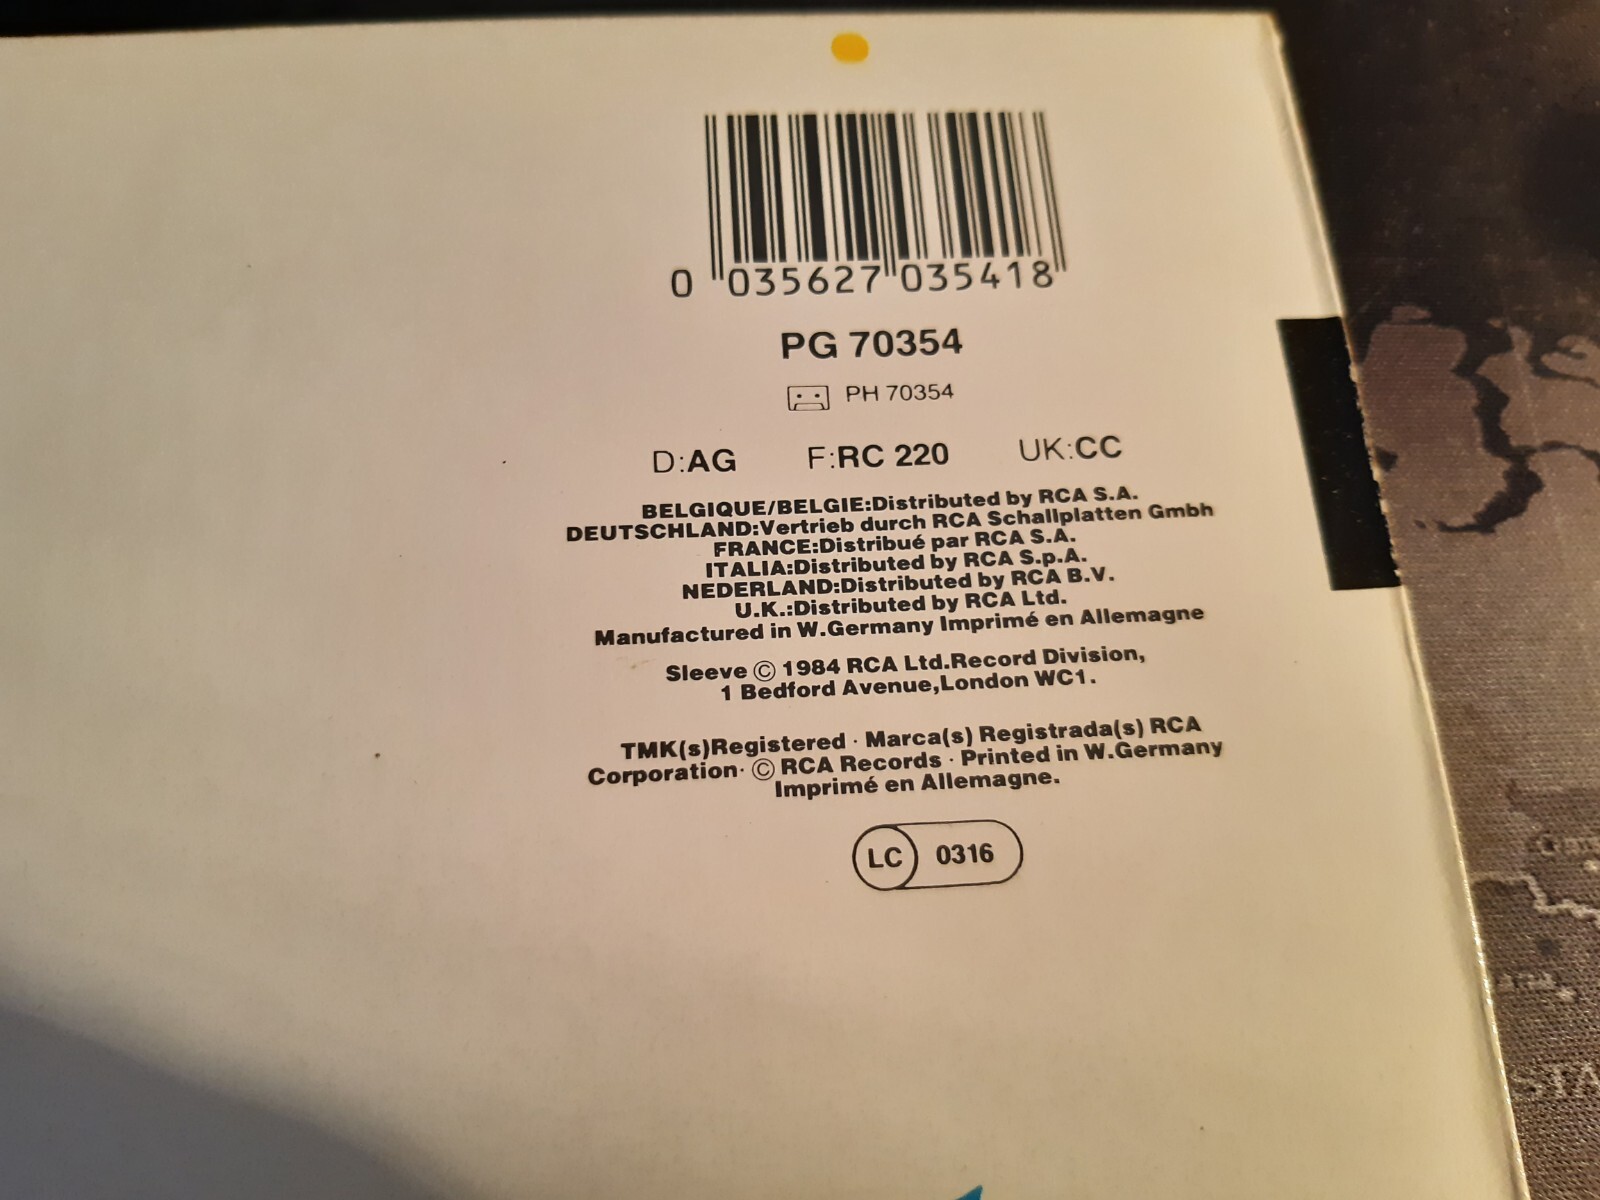 0 035627 035418
PG 70354
PH 70354
D:AG F:RC 220 UK:CC
BELGIQUE/BELGIE:Distributed by RCA S.A.
DEUTSCHLAND:Vertrieb durch RCA Schallplatten Gmbh
FRANCE:Distribué par RCA S.A.
ITALIA:Distributed by RCA S.p.A.
NEDERLAND:Distributed by RCA B.V.
U.K.:Distributed by RCA Ltd.
Manufactured in W.Germany Imprimé en Allemagne
Sleeve © 1984 RCA Ltd.Record Division,
1 Bedford Avenue,London WC1.
TMK(s)Registered · Marca(s) Registrada(s) RCA
Corporation· © RCA Records · Printed in W.Germany
Imprimé en Allemagne.
LC 0316